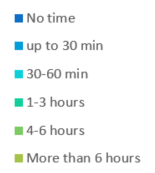 No time
up to 30 min
30-60 min
1-3 hours
4-6 hours
More than 6 hours